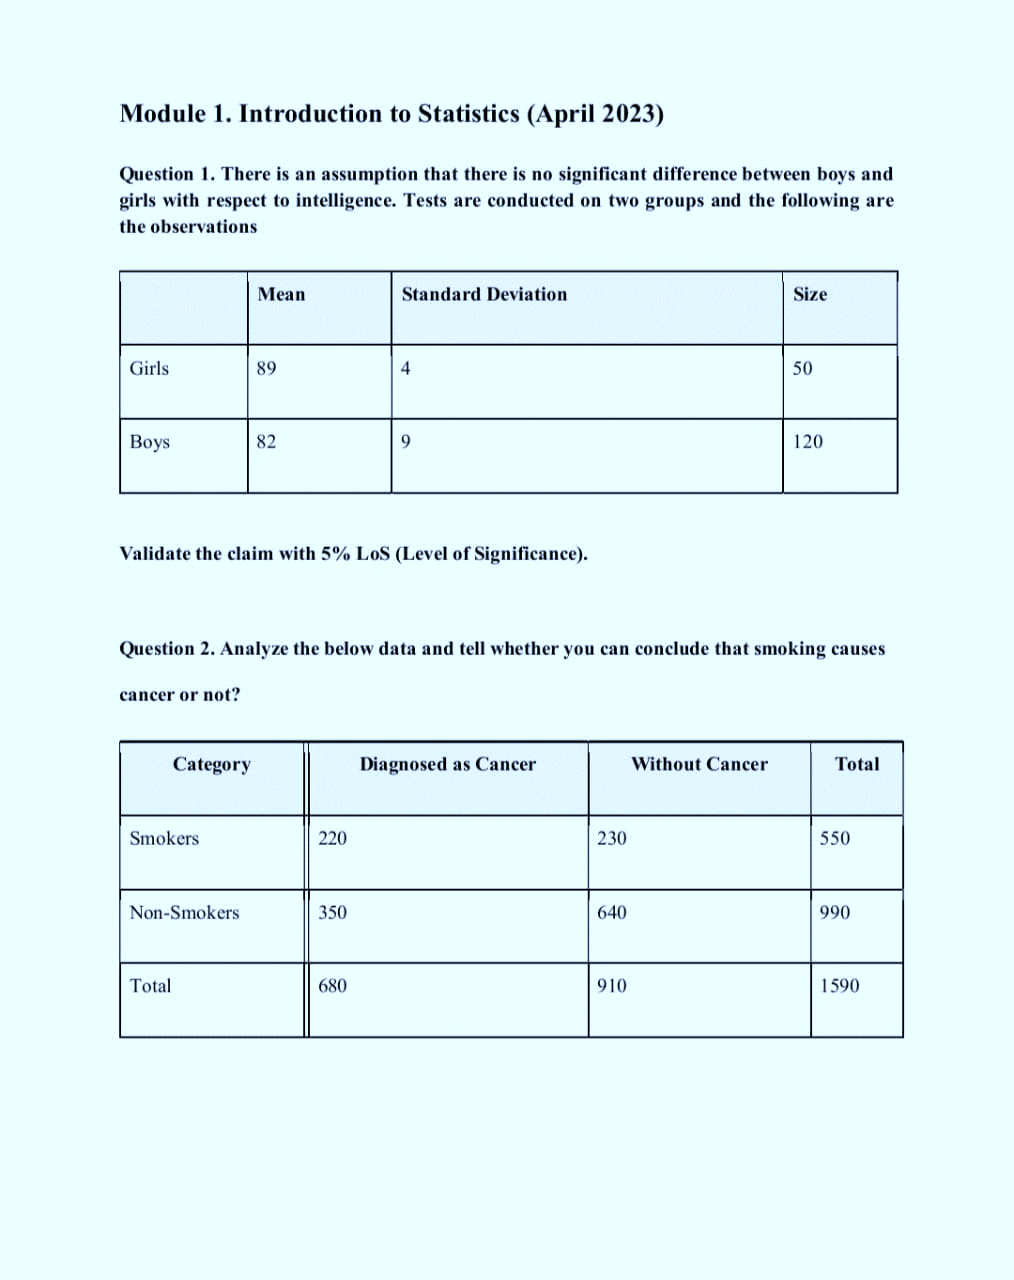 Module 1. Introduction to Statistics (April 2023)
Question 1. There is an assumption that there is no significant difference between boys and
girls with respect to intelligence. Tests are conducted on two groups and the following are
the observations
Mean Standard Deviation Size
Girls 89 4 50
Boys 82 9 120
Validate the claim with 5% LoS (Level of Significance).
Question 2. Analyze the below data and tell whether you can conclude that smoking causes
cancer or not?
Category Diagnosed as Cancer Without Cancer Total
Smokers 220 230 550
Non-Smokers 350 640 990
Total 680 910 1590